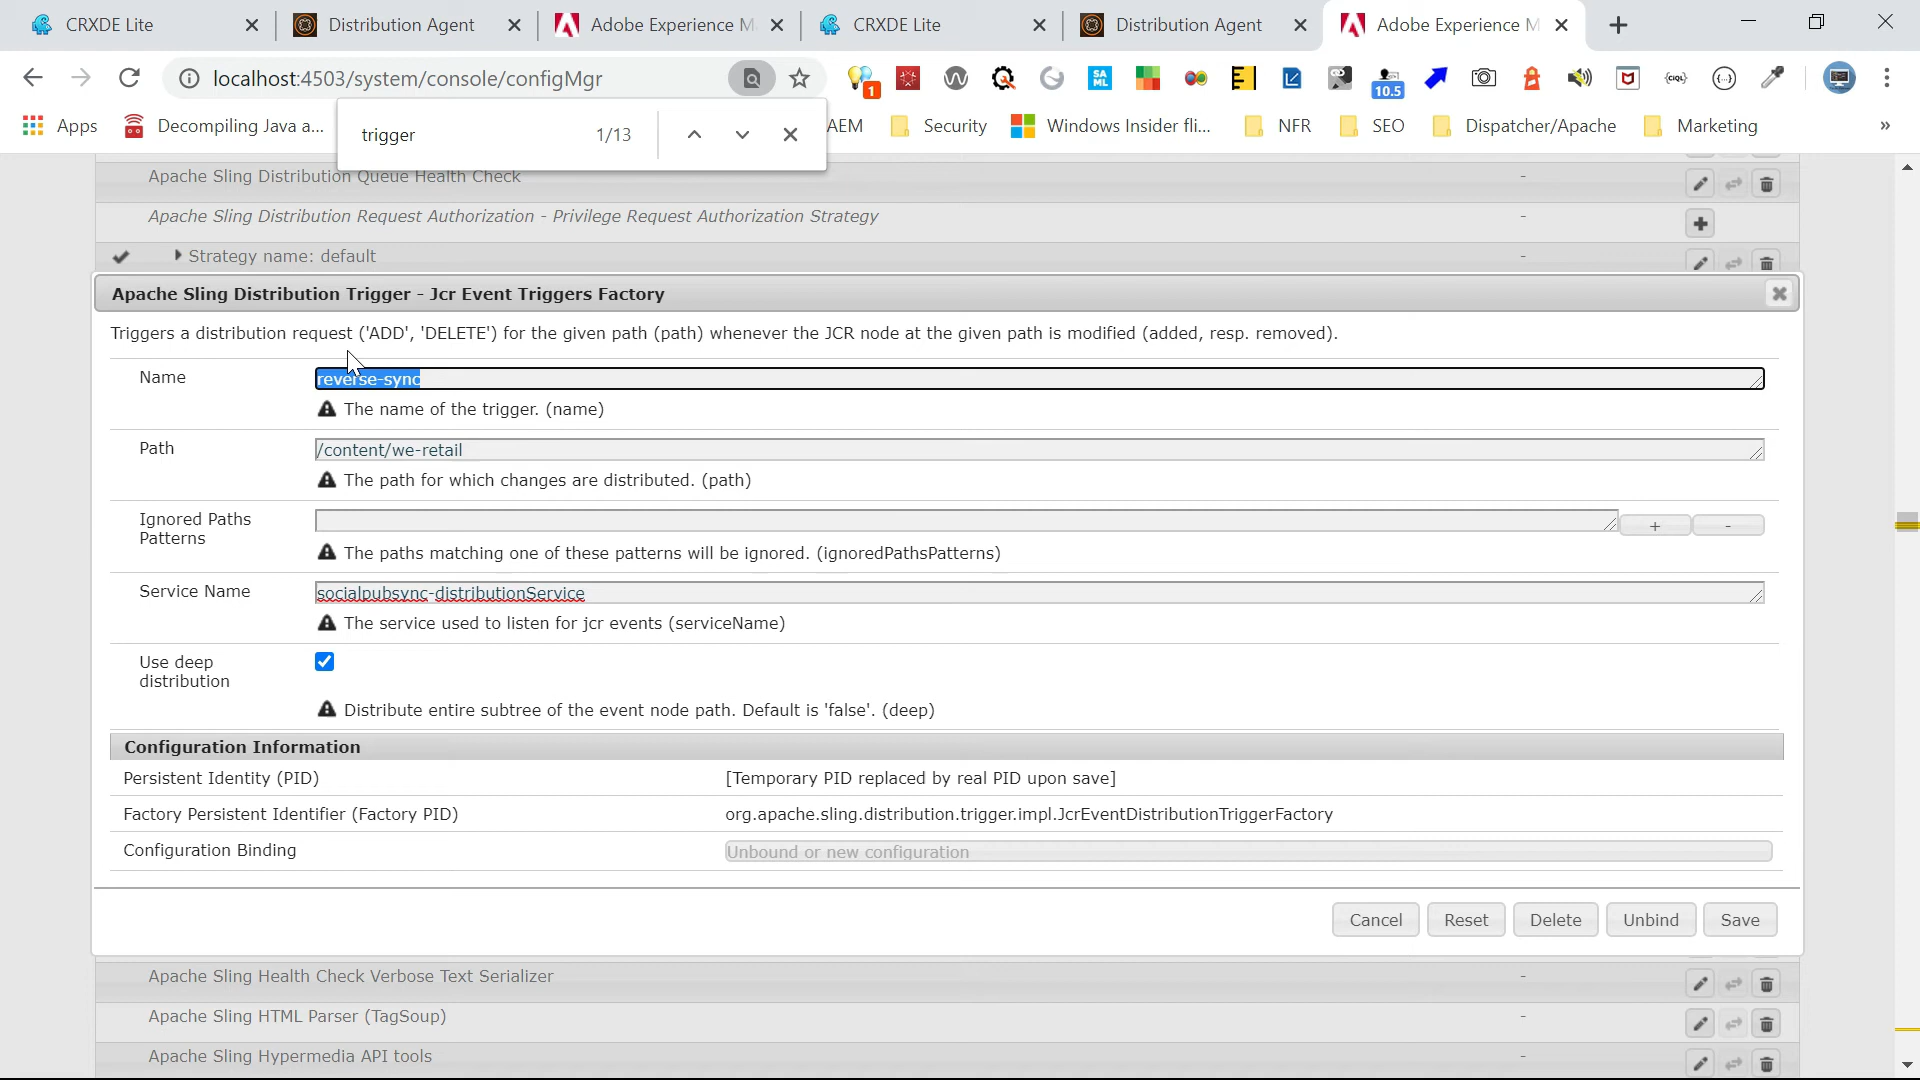 CRXDE Lite
Distribution Agent
Adobe Experience M
CRXDE Lite
Distribution Agent
Adobe Experience M
localhost:4503/system/console/configMgr
1
10.5
SA
ML
{CIQL}
Apps
Decompiling Java a...
AEM
Security
Windows Insider fli...
NFR
SEO
Dispatcher/Apache
Marketing
»
trigger
1/13
Apache Sling Distribution Queue Health Check
-
Apache Sling Distribution Request Authorization - Privilege Request Authorization Strategy
-
Strategy name: default
-
Apache Sling Distribution Trigger - Jcr Event Triggers Factory
Triggers a distribution request ('ADD', 'DELETE') for the given path (path) whenever the JCR node at the given path is modified (added, resp. removed).
Name
reverse-sync
The name of the trigger. (name)
Path
/content/we-retail
The path for which changes are distributed. (path)
Ignored Paths
Patterns
+
-
The paths matching one of these patterns will be ignored. (ignoredPathsPatterns)
Service Name
socialpubsync-distributionService
The service used to listen for jcr events (serviceName)
Use deep
distribution
Distribute entire subtree of the event node path. Default is 'false'. (deep)
Configuration Information
Persistent Identity (PID)
[Temporary PID replaced by real PID upon save]
Factory Persistent Identifier (Factory PID)
org.apache.sling.distribution.trigger.impl.JcrEventDistributionTriggerFactory
Configuration Binding
Unbound or new configuration
Cancel
Reset
Delete
Unbind
Save
Apache Sling Health Check Verbose Text Serializer
-
Apache Sling HTML Parser (TagSoup)
-
Apache Sling Hypermedia API tools
-